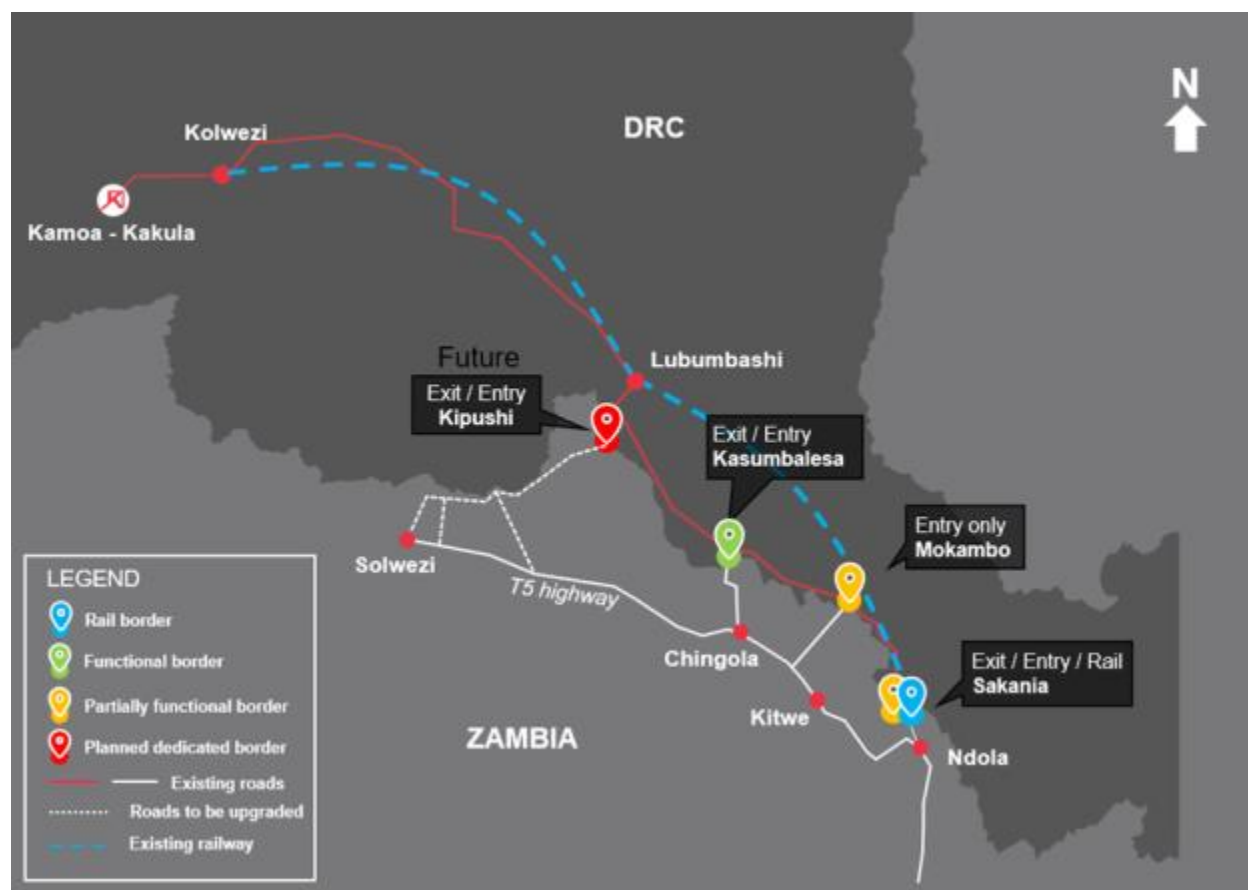 N
DRC
Kolwezi
Kamoa - Kakula
Future
Lubumbashi
Exit / Entry
Kipushi
Exit / Entry
Kasumbalesa
Entry only
Mokambo
Solwezi
T5 highway
Chingola
Exit / Entry / Rail
Sakania
Kitwe
ZAMBIA
Ndola
LEGEND
Rail border
Functional border
Partially functional border
Planned dedicated border
Existing roads
Roads to be upgraded
Existing railway